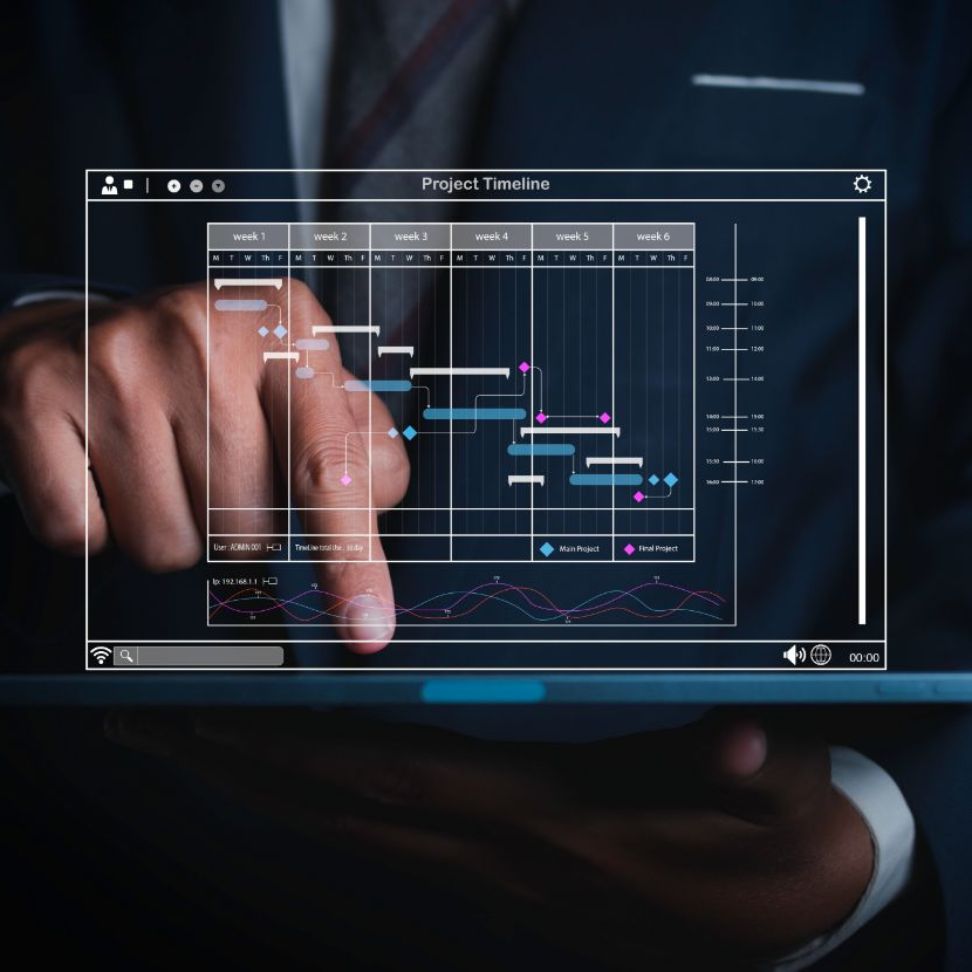 Project Timeline
week 1 week 2 week 3 week 4 week 5 week 6
M T W Th F M T W Th F M T W Th F M T W Th F M T W Th F M T W Th F
08:00 09:00
09:00 10:00
10:00 11:00
11:00 12:00
13:00 14:00
14:00 15:00
15:00 15:30
15:30 16:00
16:00 17:00
User : ADMIN 001
TimeLine total the
Main Project
Final Project
Ip: 192.168.1.1
00:00